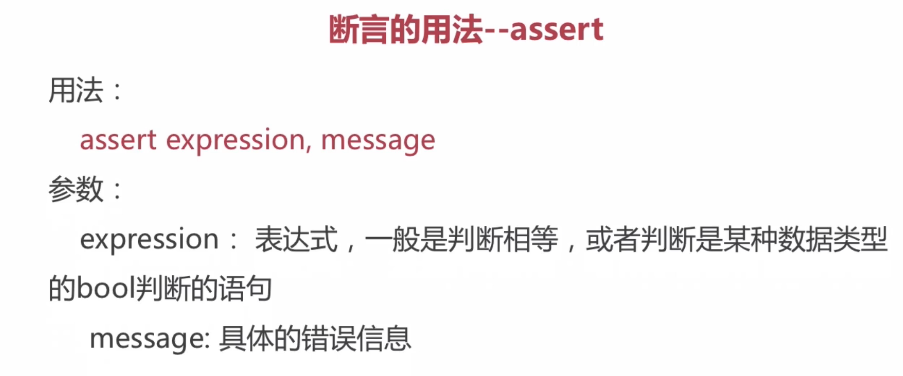 断言的用法--assert
用法：
assert expression, message
参数：
expression： 表达式，一般是判断相等，或者判断是某种数据类型
的bool判断的语句
message: 具体的错误信息